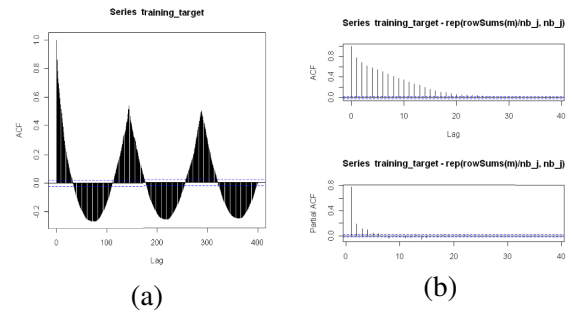 Series training_target
ACF
1.0
0.8
0.6
0.4
0.2
0.0
-0.2
0 100 200 300 400
Lag
(a)
Series training_target - rep(rowSums(m)/nb_j, nb_j)
ACF
0.8
0.4
0.0
0 10 20 30 40
Lag
Series training_target - rep(rowSums(m)/nb_j, nb_j)
Partial ACF
0.6
0.3
0.0
0 10 20 30 40
(b)